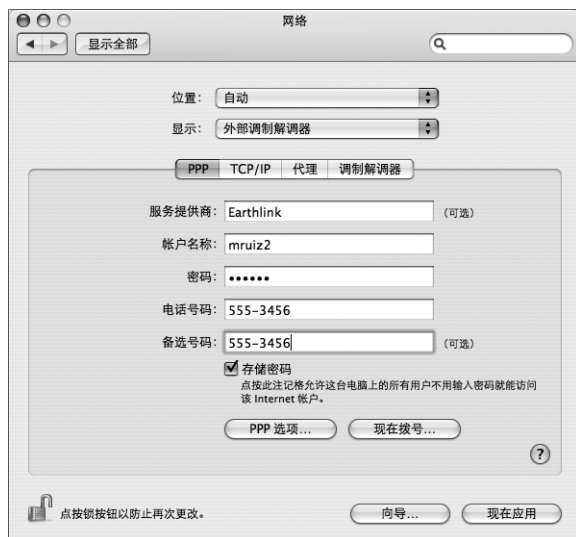 网络
显示全部
位置： 自动
显示： 外部调制解调器
PPP TCP/IP 代理 调制解调器
服务提供商： Earthlink （可选）
帐户名称： mruiz2
密码： ••••••
电话号码： 555-3456
备选号码： 555-3456 （可选）
存储密码
点按此注记格允许这台电脑上的所有用户不用输入密码就能访问
该 Internet 帐户。
PPP 选项... 现在拨号...
?
点按锁按钮以防止再次更改。 向导... 现在应用